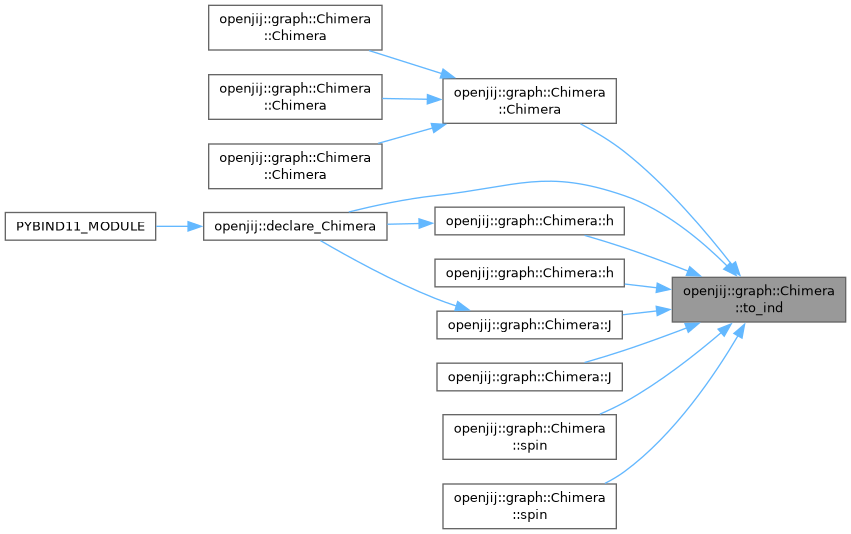 openjij::graph::Chimera
::Chimera
openjij::graph::Chimera
::Chimera
openjij::graph::Chimera
::Chimera
openjij::graph::Chimera
::Chimera
PYBIND11_MODULE
openjij::declare_Chimera
openjij::graph::Chimera::h
openjij::graph::Chimera::h
openjij::graph::Chimera::J
openjij::graph::Chimera::J
openjij::graph::Chimera
::spin
openjij::graph::Chimera
::spin
openjij::graph::Chimera
::to_ind